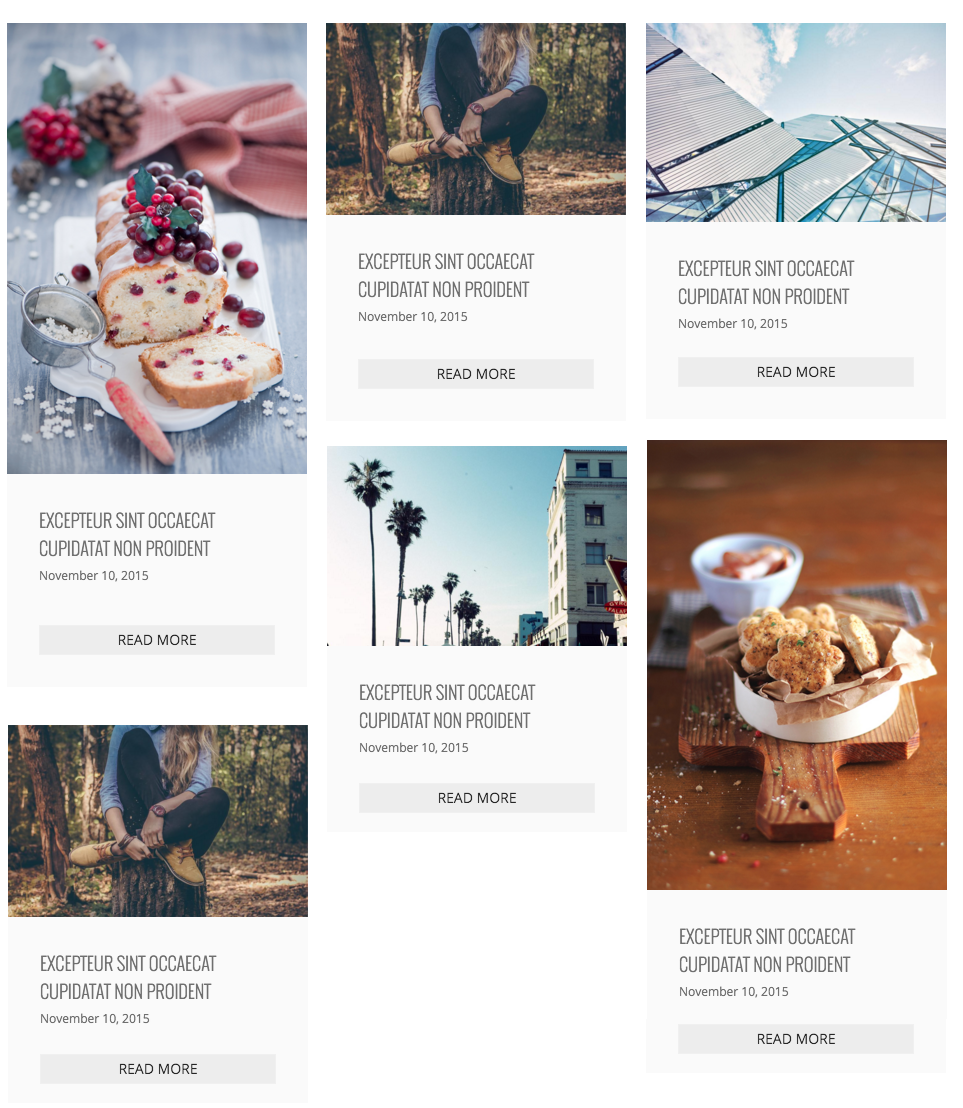 EXCEPTEUR SINT OCCAECAT
CUPIDATAT NON PROIDENT
November 10, 2015
READ MORE
EXCEPTEUR SINT OCCAECAT
CUPIDATAT NON PROIDENT
November 10, 2015
READ MORE
EXCEPTEUR SINT OCCAECAT
CUPIDATAT NON PROIDENT
November 10, 2015
READ MORE
EXCEPTEUR SINT OCCAECAT
CUPIDATAT NON PROIDENT
November 10, 2015
READ MORE
GYRO
PALAC
EXCEPTEUR SINT OCCAECAT
CUPIDATAT NON PROIDENT
November 10, 2015
READ MORE
EXCEPTEUR SINT OCCAECAT
CUPIDATAT NON PROIDENT
November 10, 2015
READ MORE